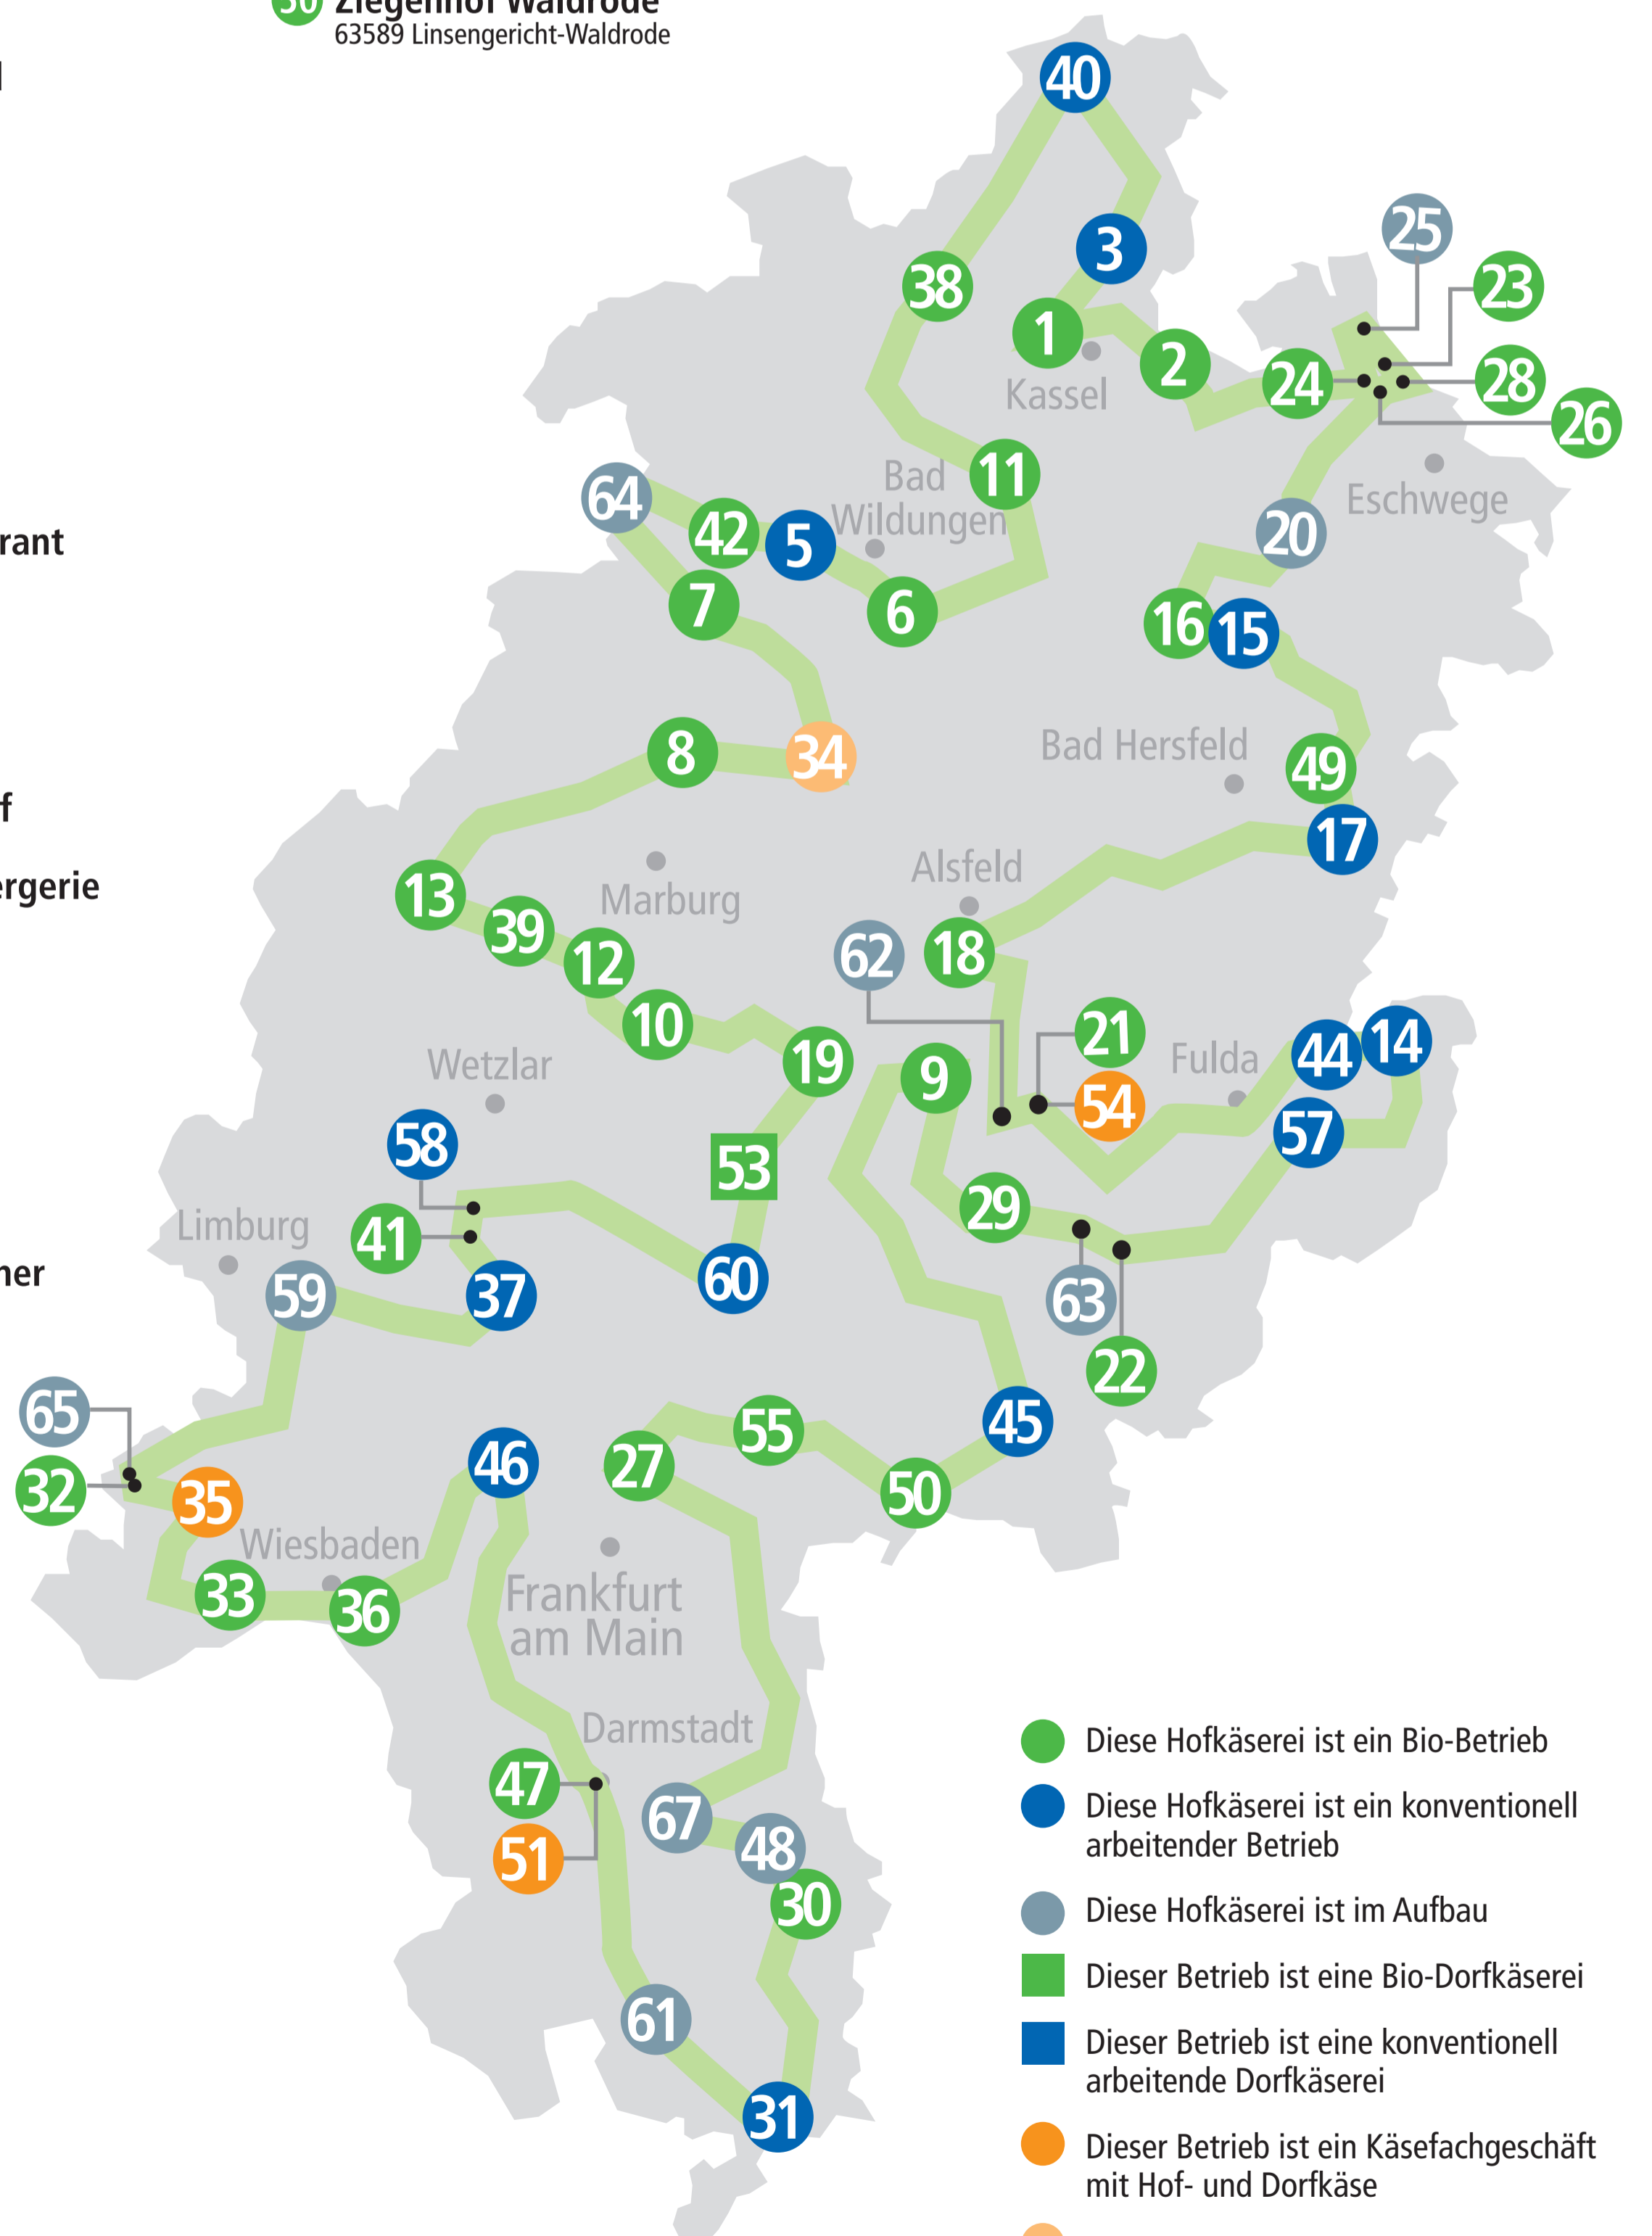 30 Ziegenhof Waldrode
63589 Linsengericht-Waldrode
rant
f
ergerie
ner
40
25
3
23
38
1
2
24
28
Kassel
26
11
Bad
Wildungen
Eschwege
64
42
5
20
7
6
16
15
8
34
Bad Hersfeld
49
17
13
Marburg
Alsfeld
39
12
62
18
10
21
44
14
Wetzlar
19
9
Fulda
54
58
57
53
Limburg
41
29
59
37
60
63
22
65
45
46
55
27
32
35
50
Wiesbaden
33
36
Frankfurt
am Main
Darmstadt
47
67
48
51
30
61
31
Diese Hofkäserei ist ein Bio-Betrieb
Diese Hofkäserei ist ein konventionell
arbeitender Betrieb
Diese Hofkäserei ist im Aufbau
Dieser Betrieb ist eine Bio-Dorfkäserei
Dieser Betrieb ist eine konventionell
arbeitende Dorfkäserei
Dieser Betrieb ist ein Käsefachgeschäft
mit Hof- und Dorfkäse